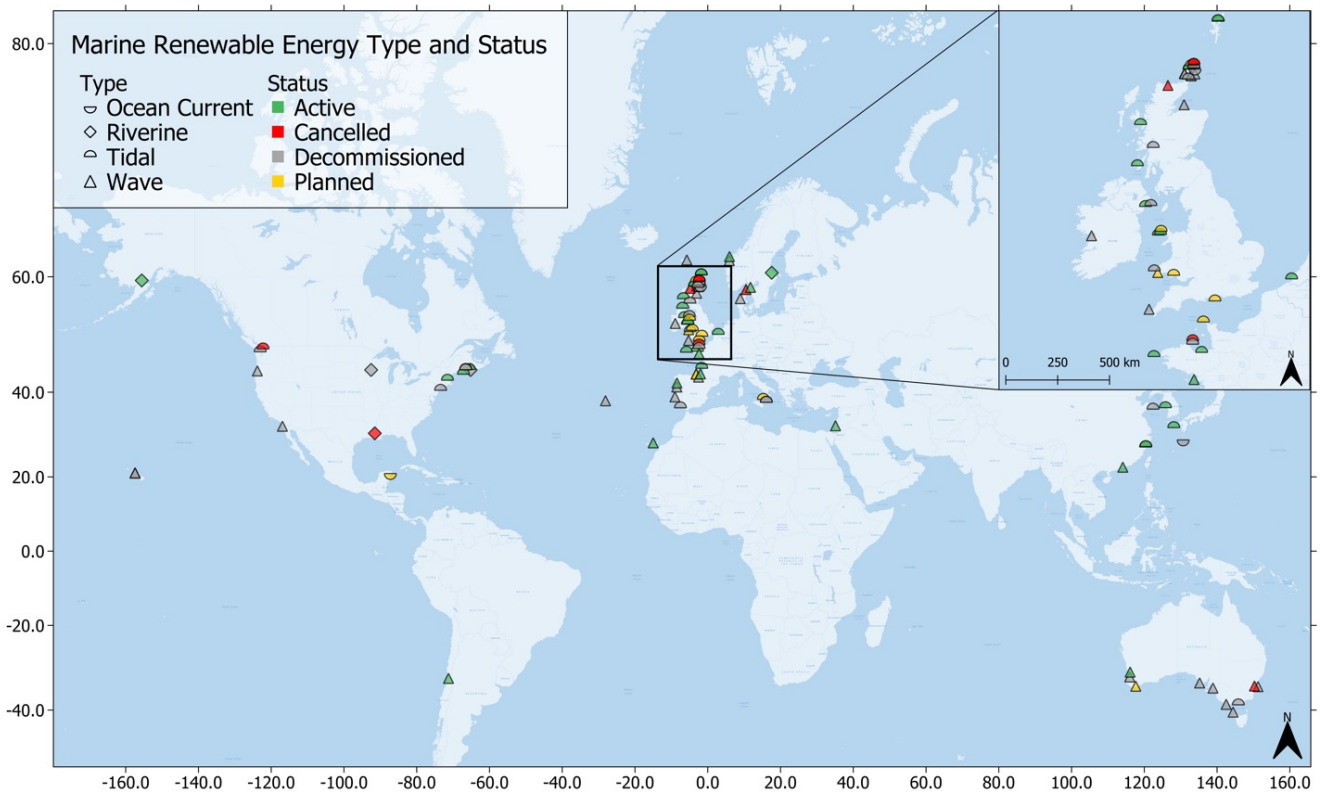 Marine Renewable Energy Type and Status
Type
Status
Ocean Current
Active
Riverine
Cancelled
Tidal
Decommissioned
Wave
Planned
80.0
60.0
40.0
20.0
0.0
-20.0
-40.0
0 250 500 km
N
N
-160.0 -140.0 -120.0 -100.0 -80.0 -60.0 -40.0 -20.0 0.0 20.0 40.0 60.0 80.0 100.0 120.0 140.0 160.0